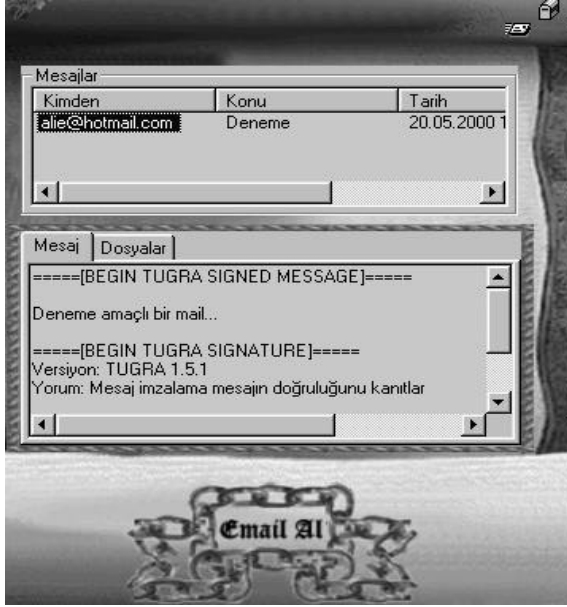 Mesajlar
Kimden Konu Tarih
alie@hotmail.com Deneme 20.05.2000 1
Mesaj Dosyalar
=====[BEGIN TUGRA SIGNED MESSAGE]=====
Deneme amaçlı bir mail...
=====[BEGIN TUGRA SIGNATURE]=====
Versiyon: TUGRA 1.5.1
Yorum: Mesaj imzalama mesajın doğruluğunu kanıtlar
Email Al